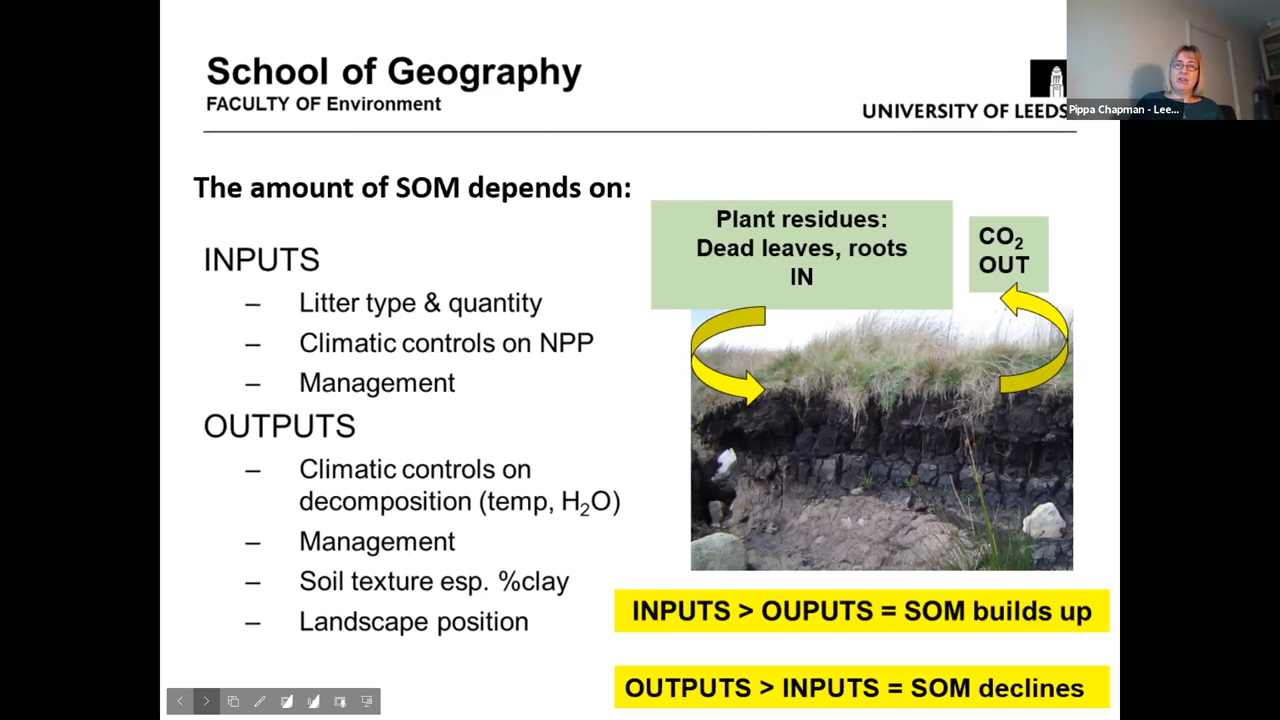 School of Geography
FACULTY OF Environment
UNIVERSITY OF LEEDS
Pippa Chapman - Lee...
The amount of SOM depends on:
INPUTS
– Litter type & quantity
– Climatic controls on NPP
– Management
OUTPUTS
– Climatic controls on
decomposition (temp, H₂O)
– Management
– Soil texture esp. %clay
– Landscape position
Plant residues:
Dead leaves, roots
IN
CO₂
OUT
INPUTS > OUPUTS = SOM builds up
OUTPUTS > INPUTS = SOM declines